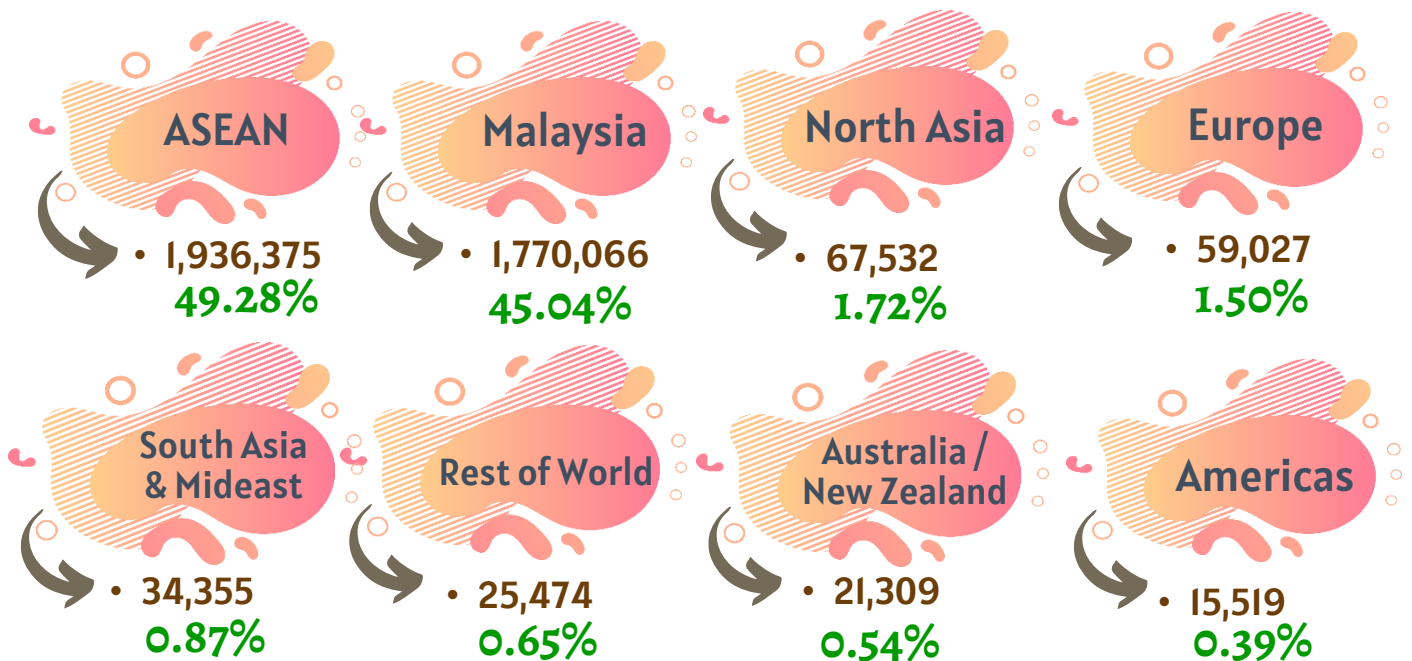 ASEAN
• 1,936,375
49.28%
Malaysia
• 1,770,066
45.04%
North Asia
• 67,532
1.72%
Europe
• 59,027
1.50%
South Asia
& Mideast
• 34,355
0.87%
Rest of World
• 25,474
0.65%
Australia /
New Zealand
• 21,309
0.54%
Americas
• 15,519
0.39%